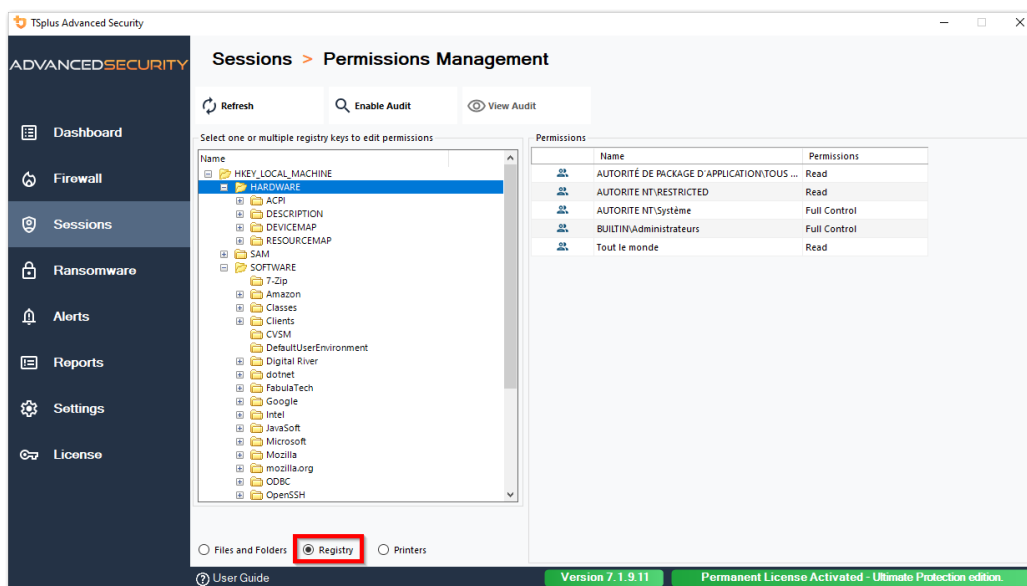 TSplus Advanced Security
ADVANCEDSECURITY
Dashboard
Firewall
Sessions
Ransomware
Alerts
Reports
Settings
License
Sessions > Permissions Management
Refresh
Enable Audit
View Audit
Select one or multiple registry keys to edit permissions
Name
HKEY_LOCAL_MACHINE
HARDWARE
ACPI
DESCRIPTION
DEVICEMAP
RESOURCEMAP
SAM
SOFTWARE
7-Zip
Amazon
Classes
Clients
CVSM
DefaultUserEnvironment
Digital River
dotnet
FabulaTech
Google
Intel
JavaSoft
Microsoft
Mozilla
mozilla.org
ODBC
OpenSSH
Files and Folders
Registry
Printers
Permissions
Name Permissions
AUTORITÉ DE PACKAGE D'APPLICATION\TOUS ... Read
AUTORITE NT\RESTRICTED Read
AUTORITE NT\Système Full Control
BUILTIN\Administrateurs Full Control
Tout le monde Read
User Guide
Version 7.1.9.11
Permanent License Activated - Ultimate Protection edition.